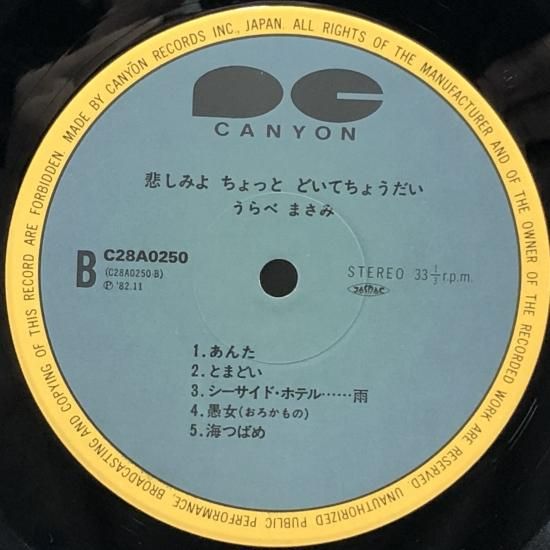 MADE BY CANYON RECORDS INC., JAPAN. ALL RIGHTS OF THE MANUFACTURER AND OF THE OWNER OF THE RECORDED WORK ARE RESERVED. UNAUTHORIZED PUBLIC PERFORMANCE, BROADCASTING AND COPYING OF THIS RECORD ARE FORBIDDEN.
CANYON
悲しみよ ちょっと どいてちょうだい
うらべ まさみ
B
C28A0250
(C28A0250-B)
Ⓟ '82.11
STEREO 33 1/3 r.p.m.
JASRAC
1. あんた
2. とまどい
3. シーサイド・ホテル……雨
4. 愚女(おろかもの)
5. 海つばめ